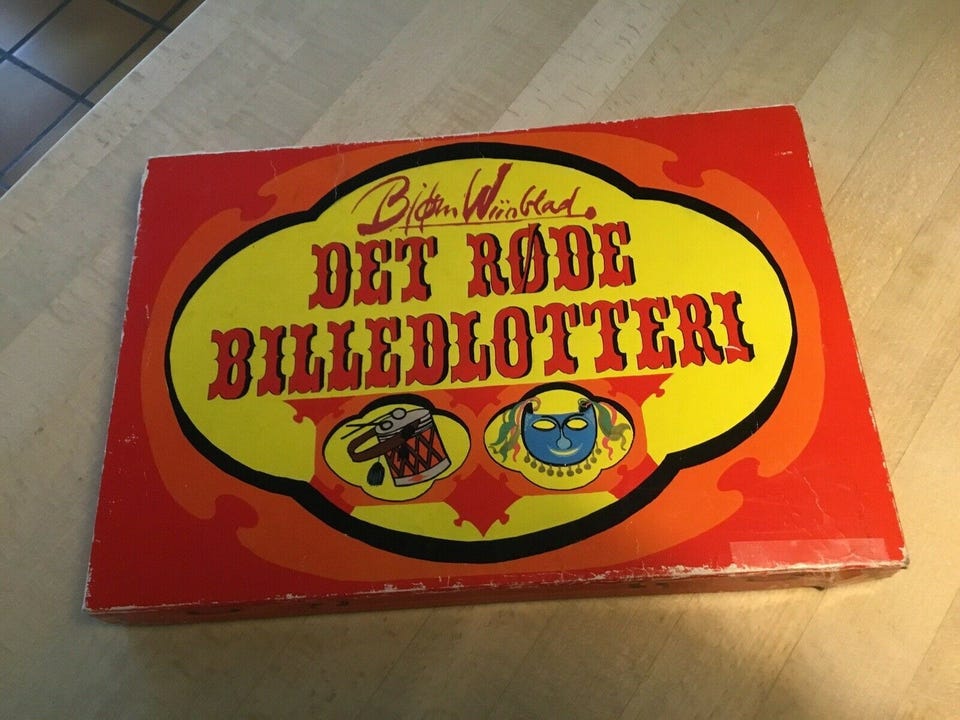 Bjørn Wiinblad.
DET RØDE
BILLEDLOTTERI